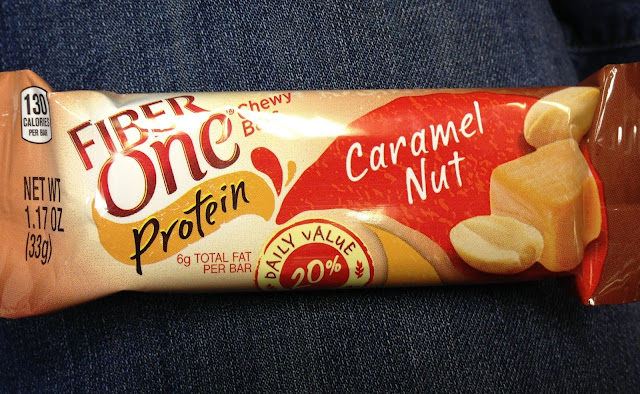 130
CALORIES
PER BAR
NET WT
1.17 OZ
(33g)
FIBER
One®
Chewy
Protein
6g TOTAL FAT
PER BAR
DAILY VALUE
20%
Caramel
Nut